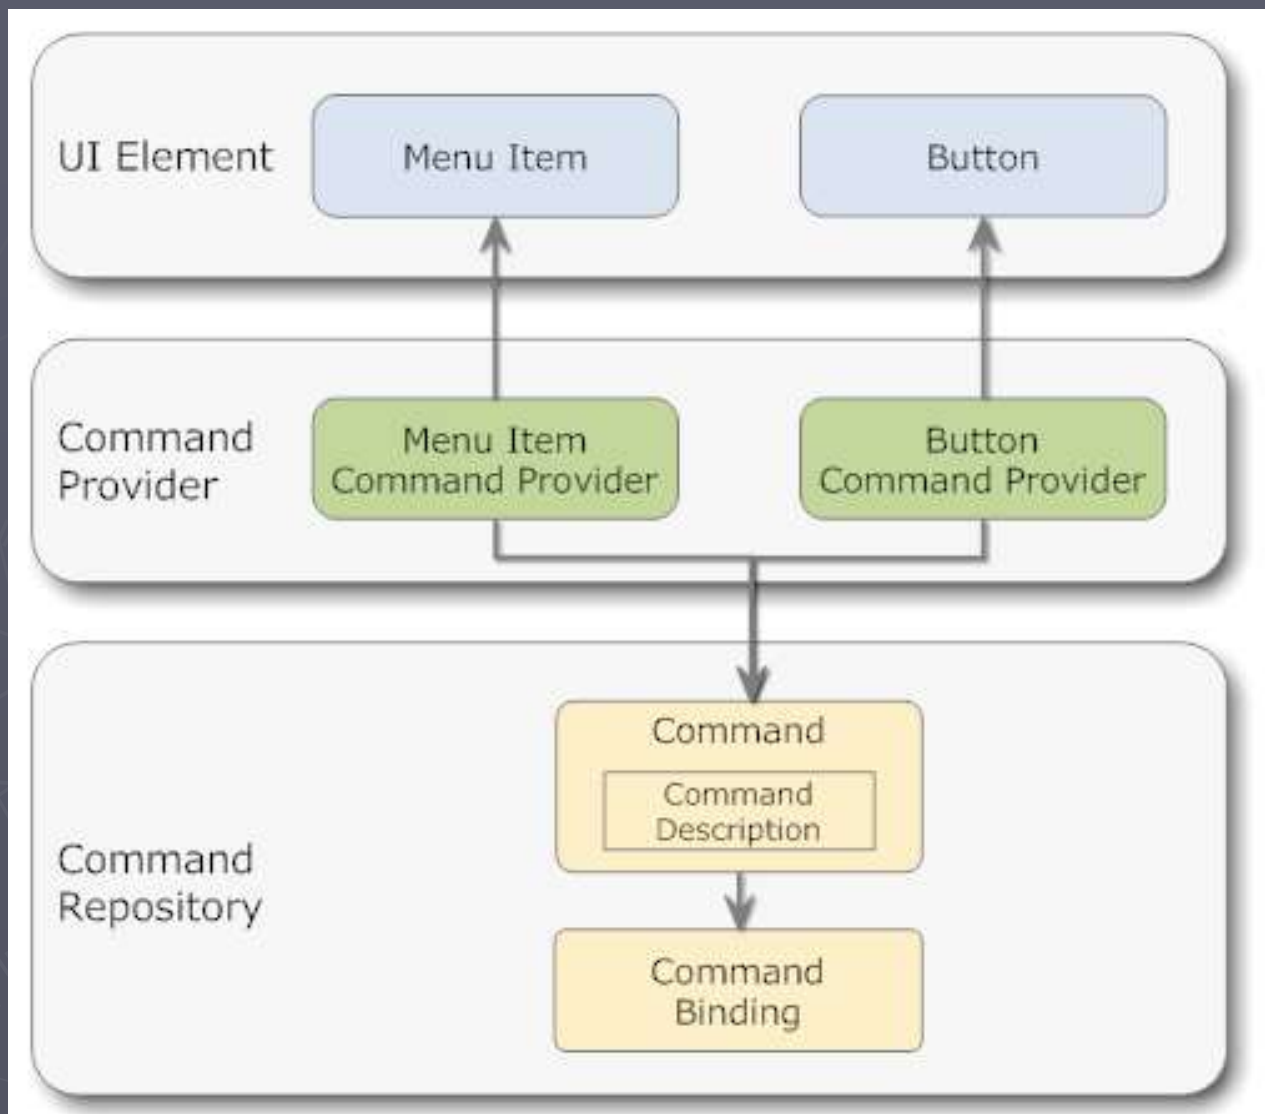 UI Element
Menu Item
Button
Command
Provider
Menu Item
Command Provider
Button
Command Provider
Command
Repository
Command
Command
Description
Command
Binding